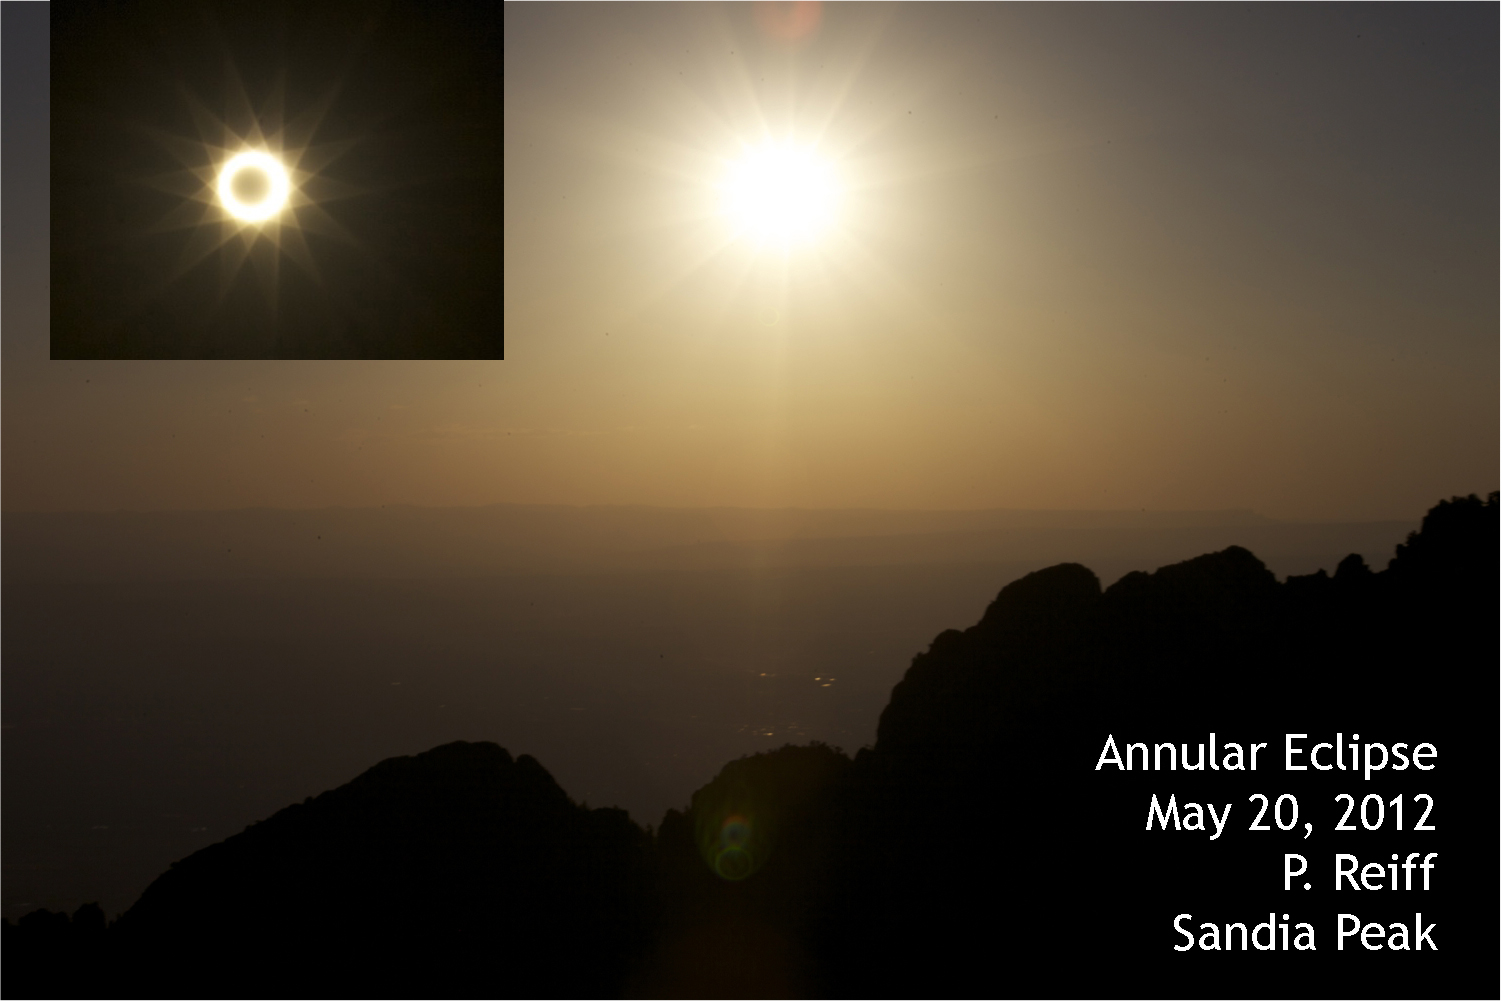 Annular Eclipse
May 20, 2012
P. Reiff
Sandia Peak